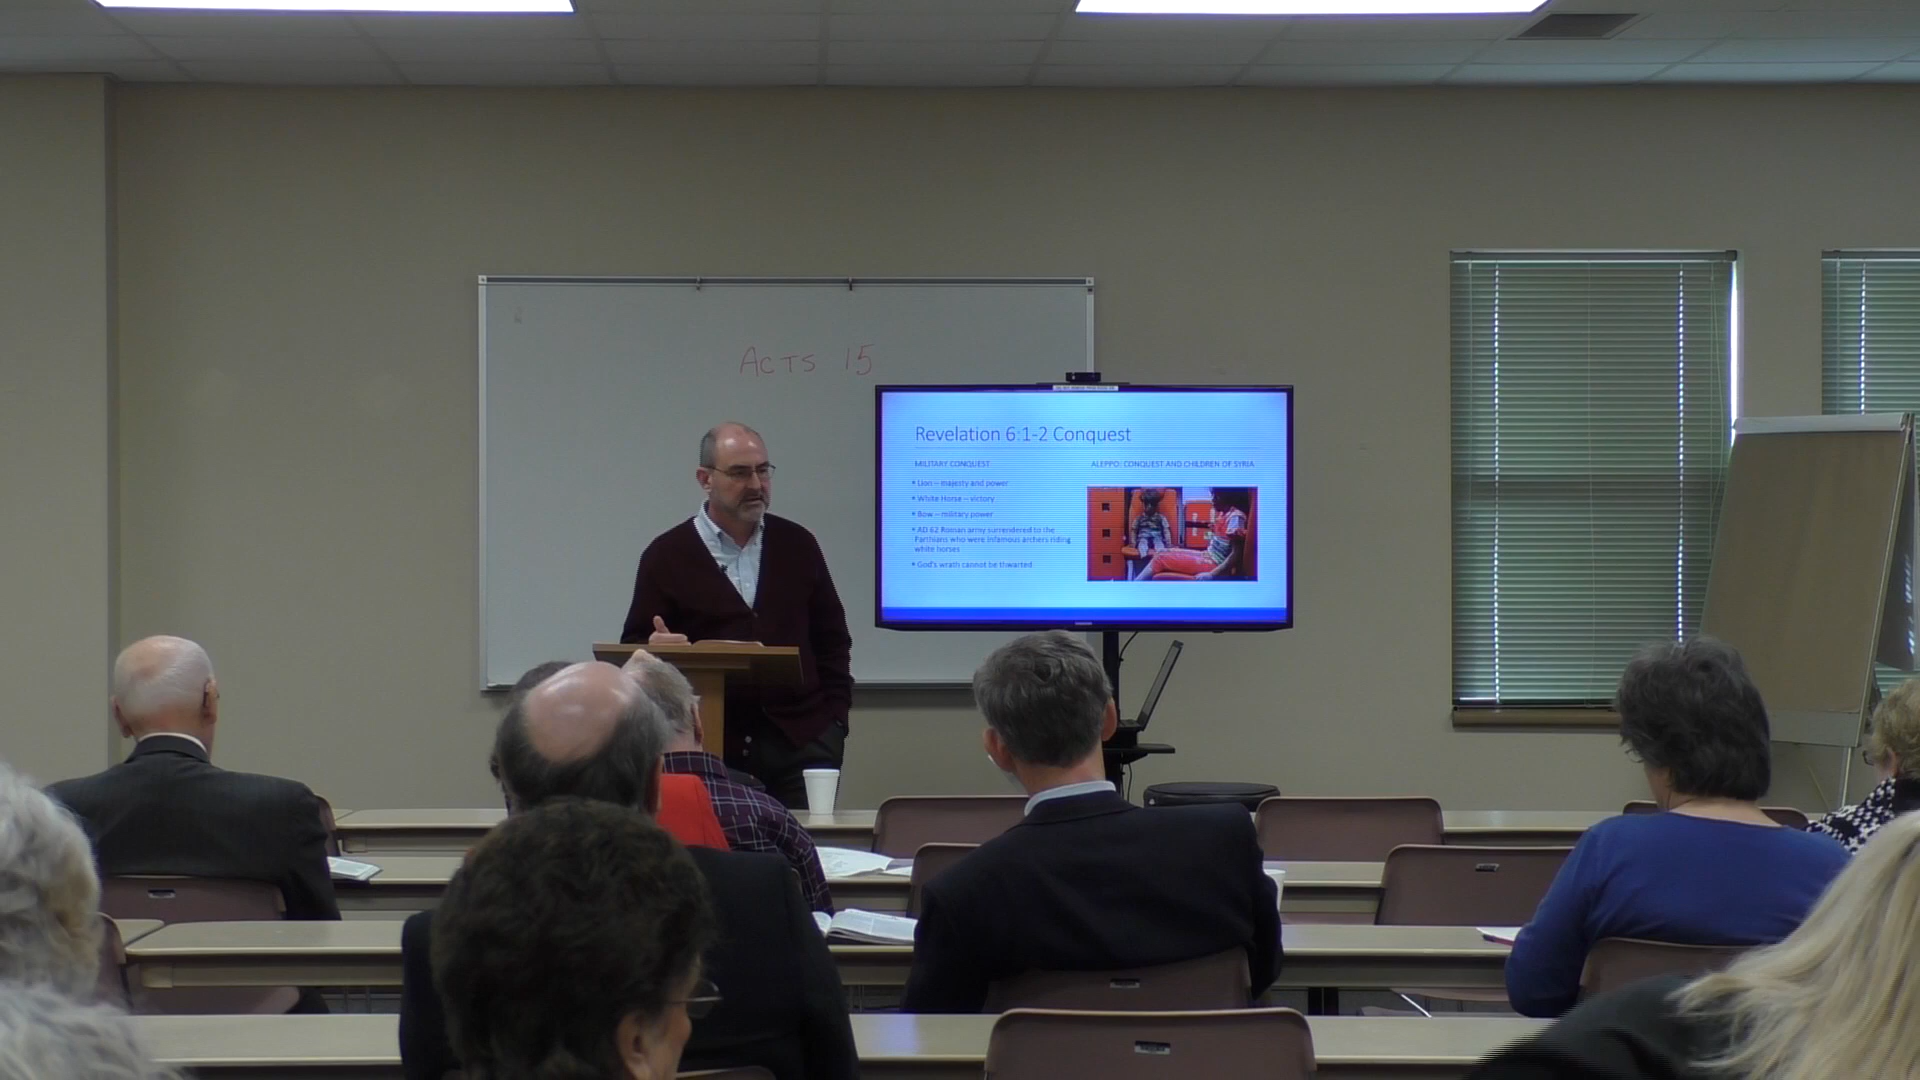 ACTS 15
Revelation 6:1-2 Conquest
MILITARY CONQUEST
• Lion – majesty and power
• White Horse – victory
• Bow – military power
• AD 62 Roman army surrendered to the
Parthians who were infamous archers riding
white horses
• God's wrath cannot be thwarted
ALEPPO: CONQUEST AND CHILDREN OF SYRIA
SAMSUNG